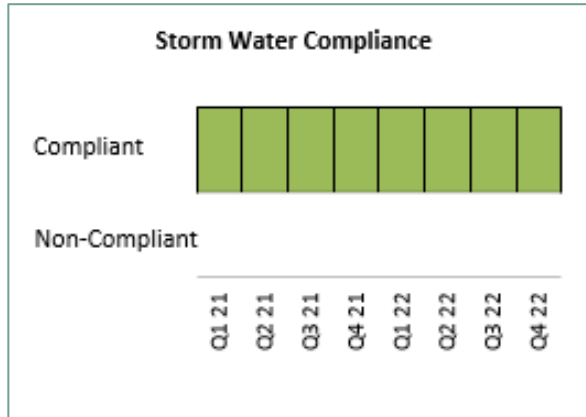 Storm Water Compliance
Compliant
Non-Compliant
Q1 21
Q2 21
Q3 21
Q4 21
Q1 22
Q2 22
Q3 22
Q4 22